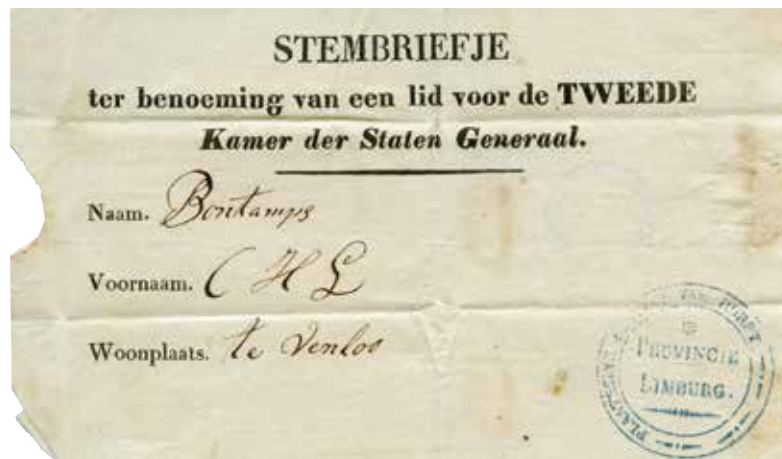 STEMBRIEFJE
ter benoeming van een lid voor de TWEEDE
Kamer der Staten Generaal.
Naam. Bontamps
Voornaam. C H L
Woonplaats. te Venloo
PROVINCIE
LIMBURG.